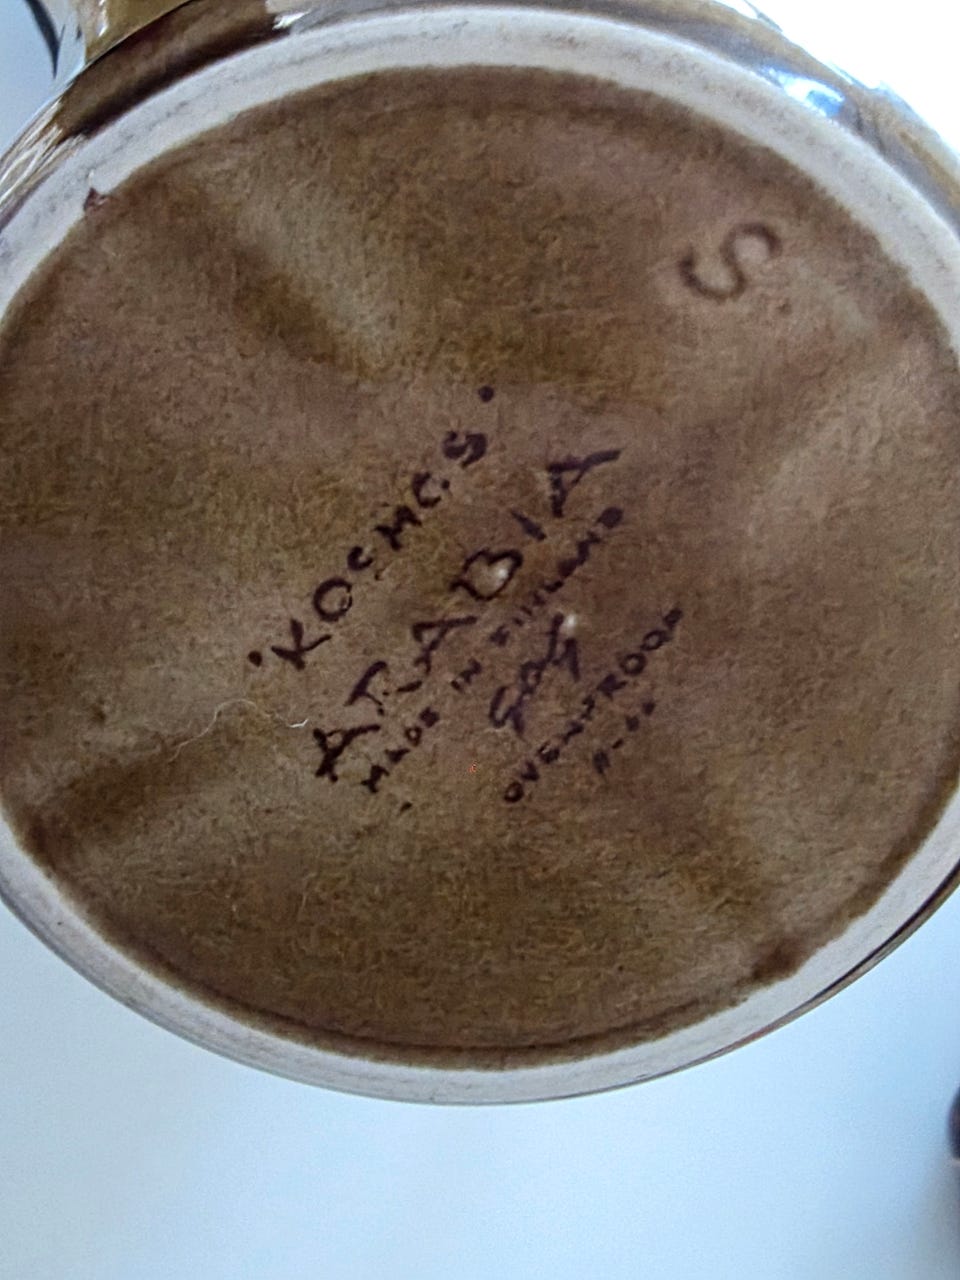 S
"KOSMOS"
ARABIA
MADE IN FINLAND
OVENPROOF